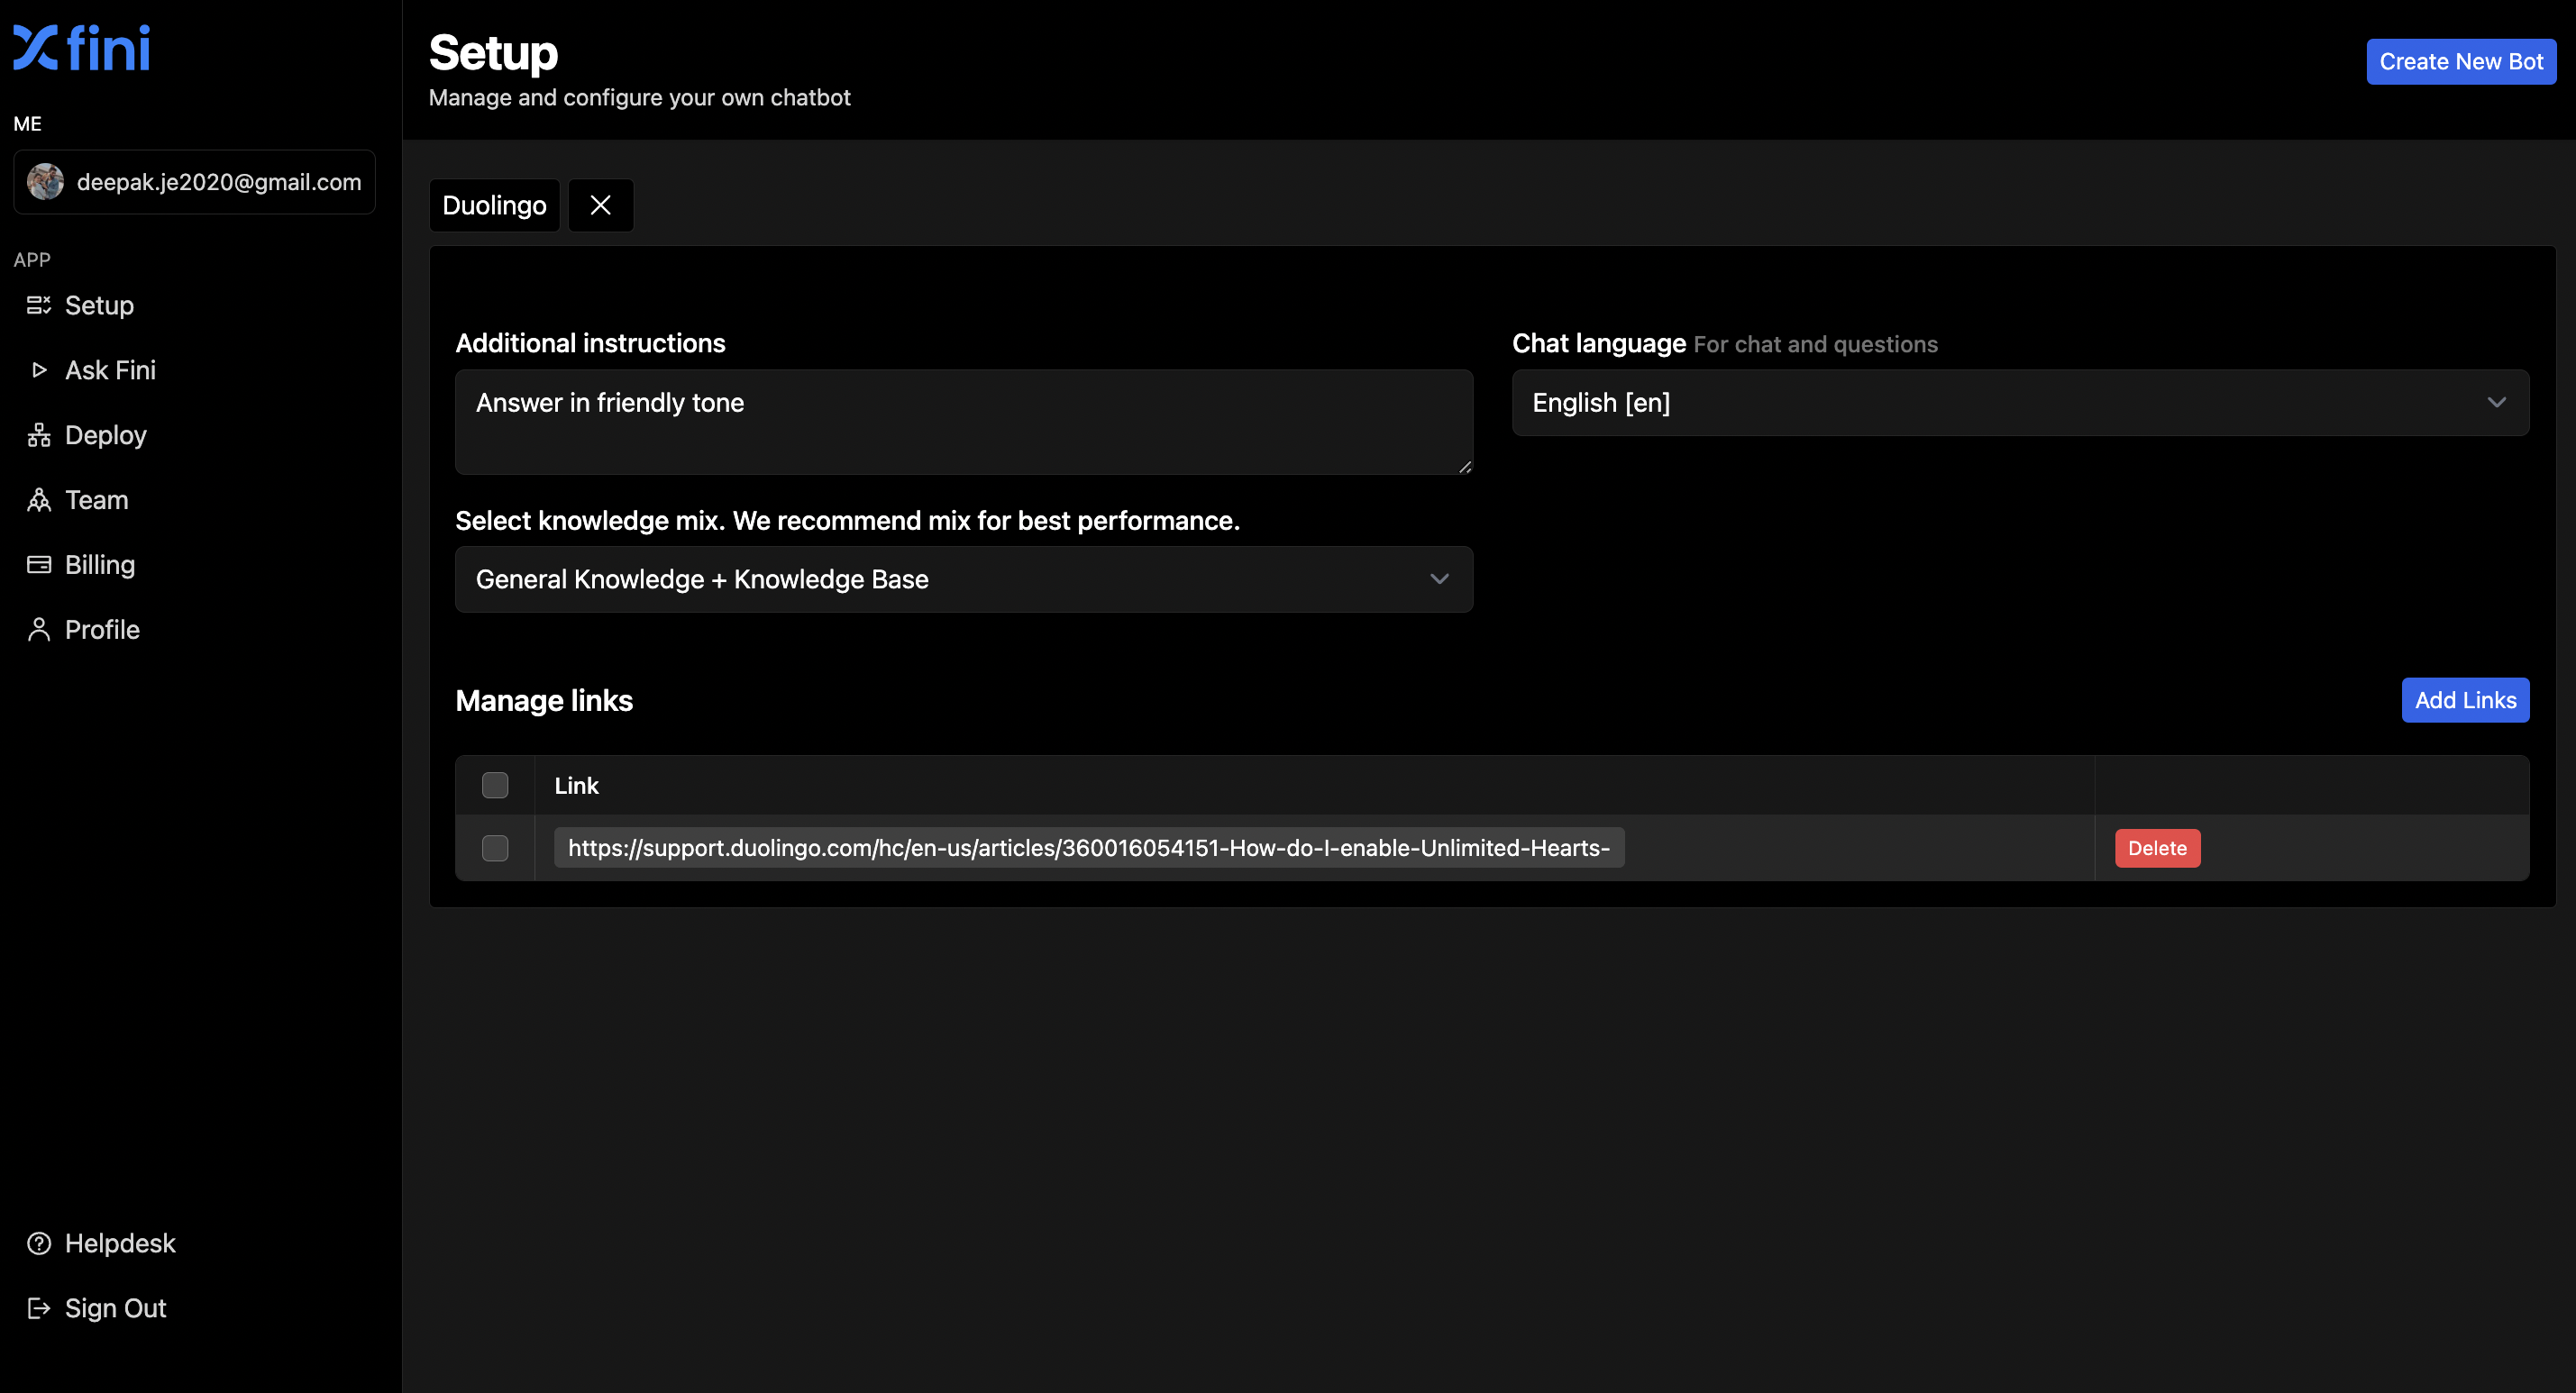 fini
ME
deepak.je2020@gmail.com
APP
Setup
Ask Fini
Deploy
Team
Billing
Profile
Helpdesk
Sign Out
Setup
Manage and configure your own chatbot
Create New Bot
Duolingo
Additional instructions
Answer in friendly tone
Chat language For chat and questions
English [en]
Select knowledge mix. We recommend mix for best performance.
General Knowledge + Knowledge Base
Manage links
Add Links
Link
https://support.duolingo.com/hc/en-us/articles/360016054151-How-do-I-enable-Unlimited-Hearts-
Delete